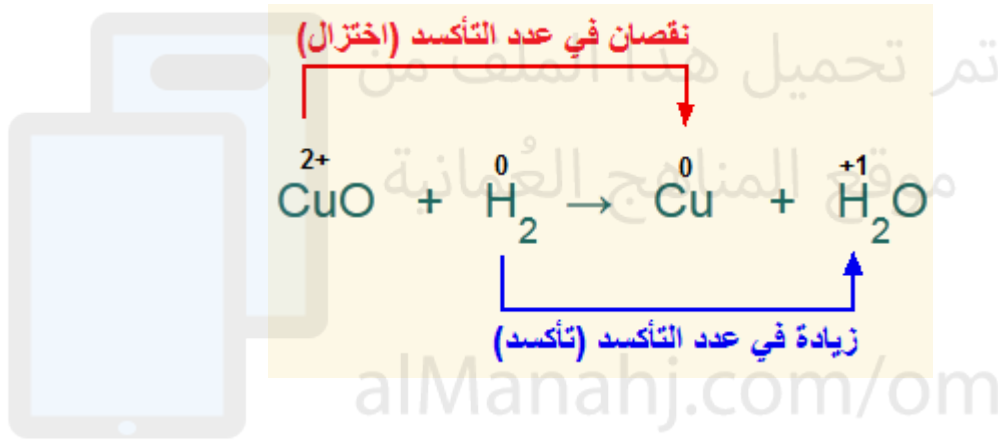 نقصان في عدد التأكسد (اختزال)
تم تحميل هذا الملف من
2+ 0 0 +1
CuO + H2 → Cu + H2O
موقع المناهج العُمانية
زيادة في عدد التأكسد (تأكسد)
alManahj.com/om